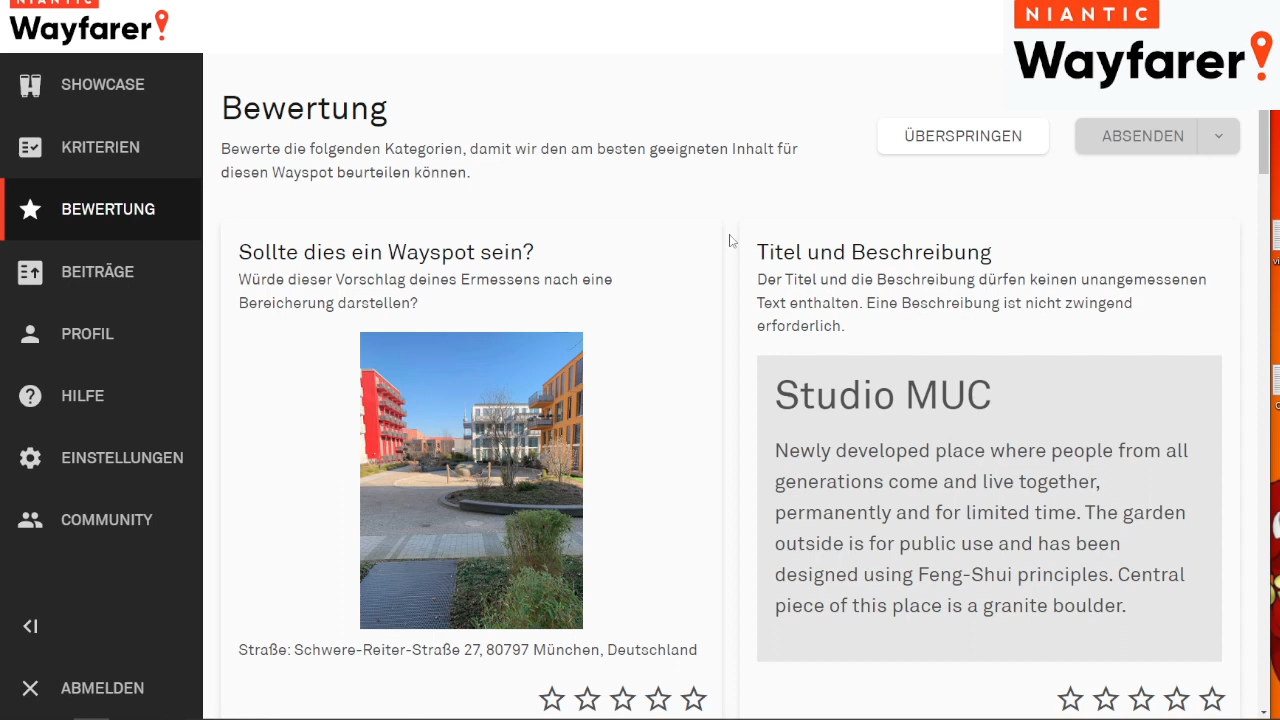 NIANTIC
Wayfarer!
NIANTIC
Wayfarer!
SHOWCASE
KRITERIEN
BEWERTUNG
BEITRÄGE
PROFIL
HILFE
EINSTELLUNGEN
COMMUNITY
ABMELDEN
Bewertung
Bewerte die folgenden Kategorien, damit wir den am besten geeigneten Inhalt für
diesen Wayspot beurteilen können.
ÜBERSPRINGEN
ABSENDEN
Sollte dies ein Wayspot sein?
Würde dieser Vorschlag deines Ermessens nach eine
Bereicherung darstellen?
Straße: Schwere-Reiter-Straße 27, 80797 München, Deutschland
Titel und Beschreibung
Der Titel und die Beschreibung dürfen keinen unangemessenen
Text enthalten. Eine Beschreibung ist nicht zwingend
erforderlich.
Studio MUC
Newly developed place where people from all
generations come and live together,
permanently and for limited time. The garden
outside is for public use and has been
designed using Feng-Shui principles. Central
piece of this place is a granite boulder.